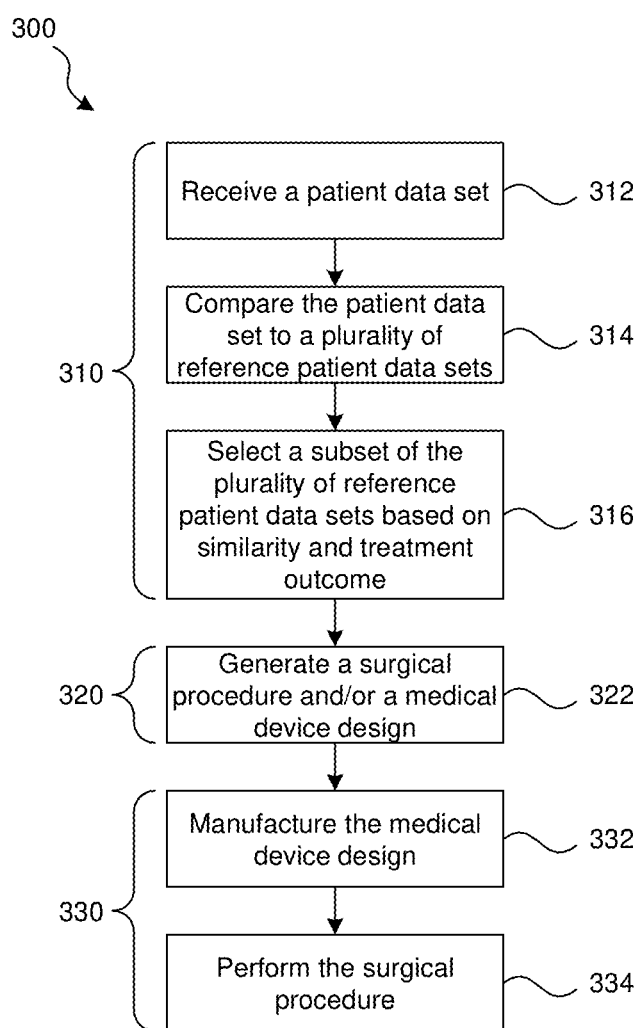 300
Receive a patient data set
312
Compare the patient data
set to a plurality of
reference patient data sets
314
310
Select a subset of the
plurality of reference
patient data sets based on
similarity and treatment
outcome
316
320
Generate a surgical
procedure and/or a medical
device design
322
330
Manufacture the medical
device design
332
Perform the surgical
procedure
334